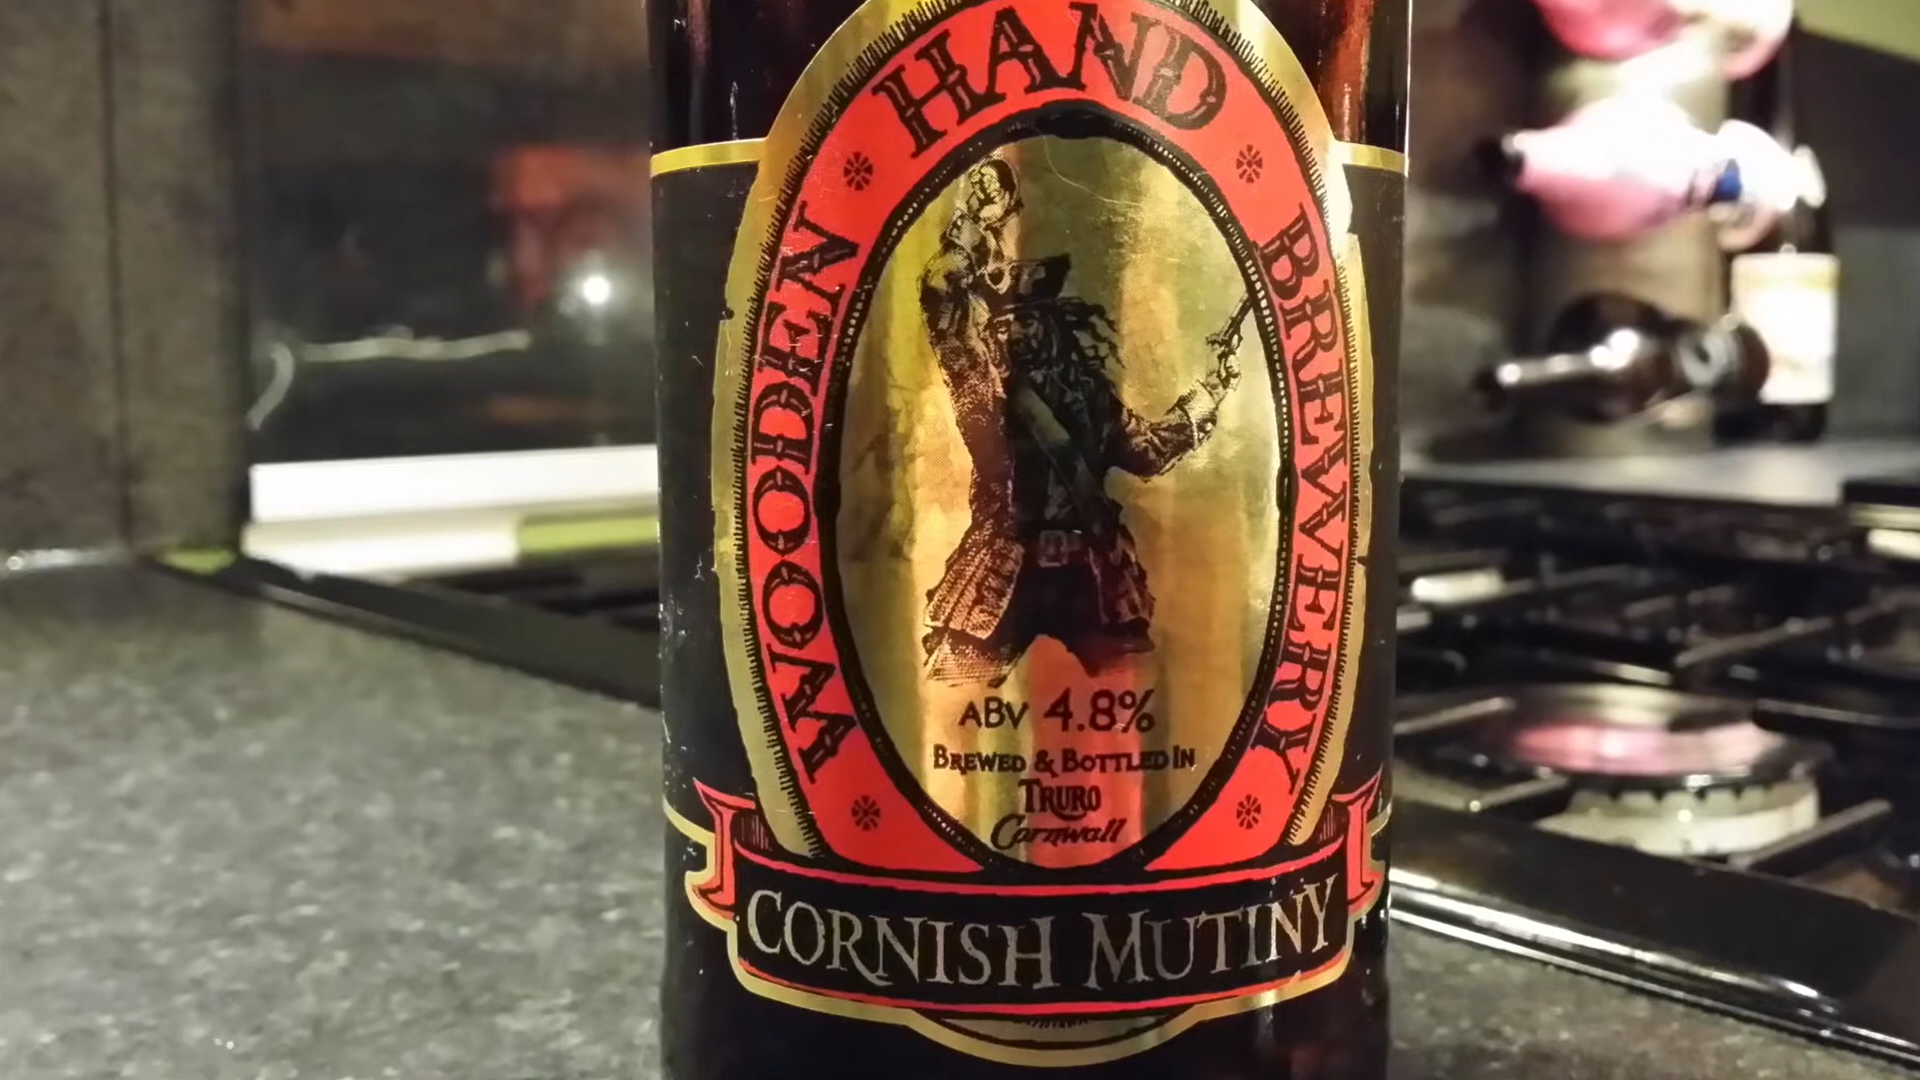 WOODEN HAND BREWERY
ABV 4.8%
BREWED & BOTTLED IN
TRURO
Cornwall
CORNISH MUTINY